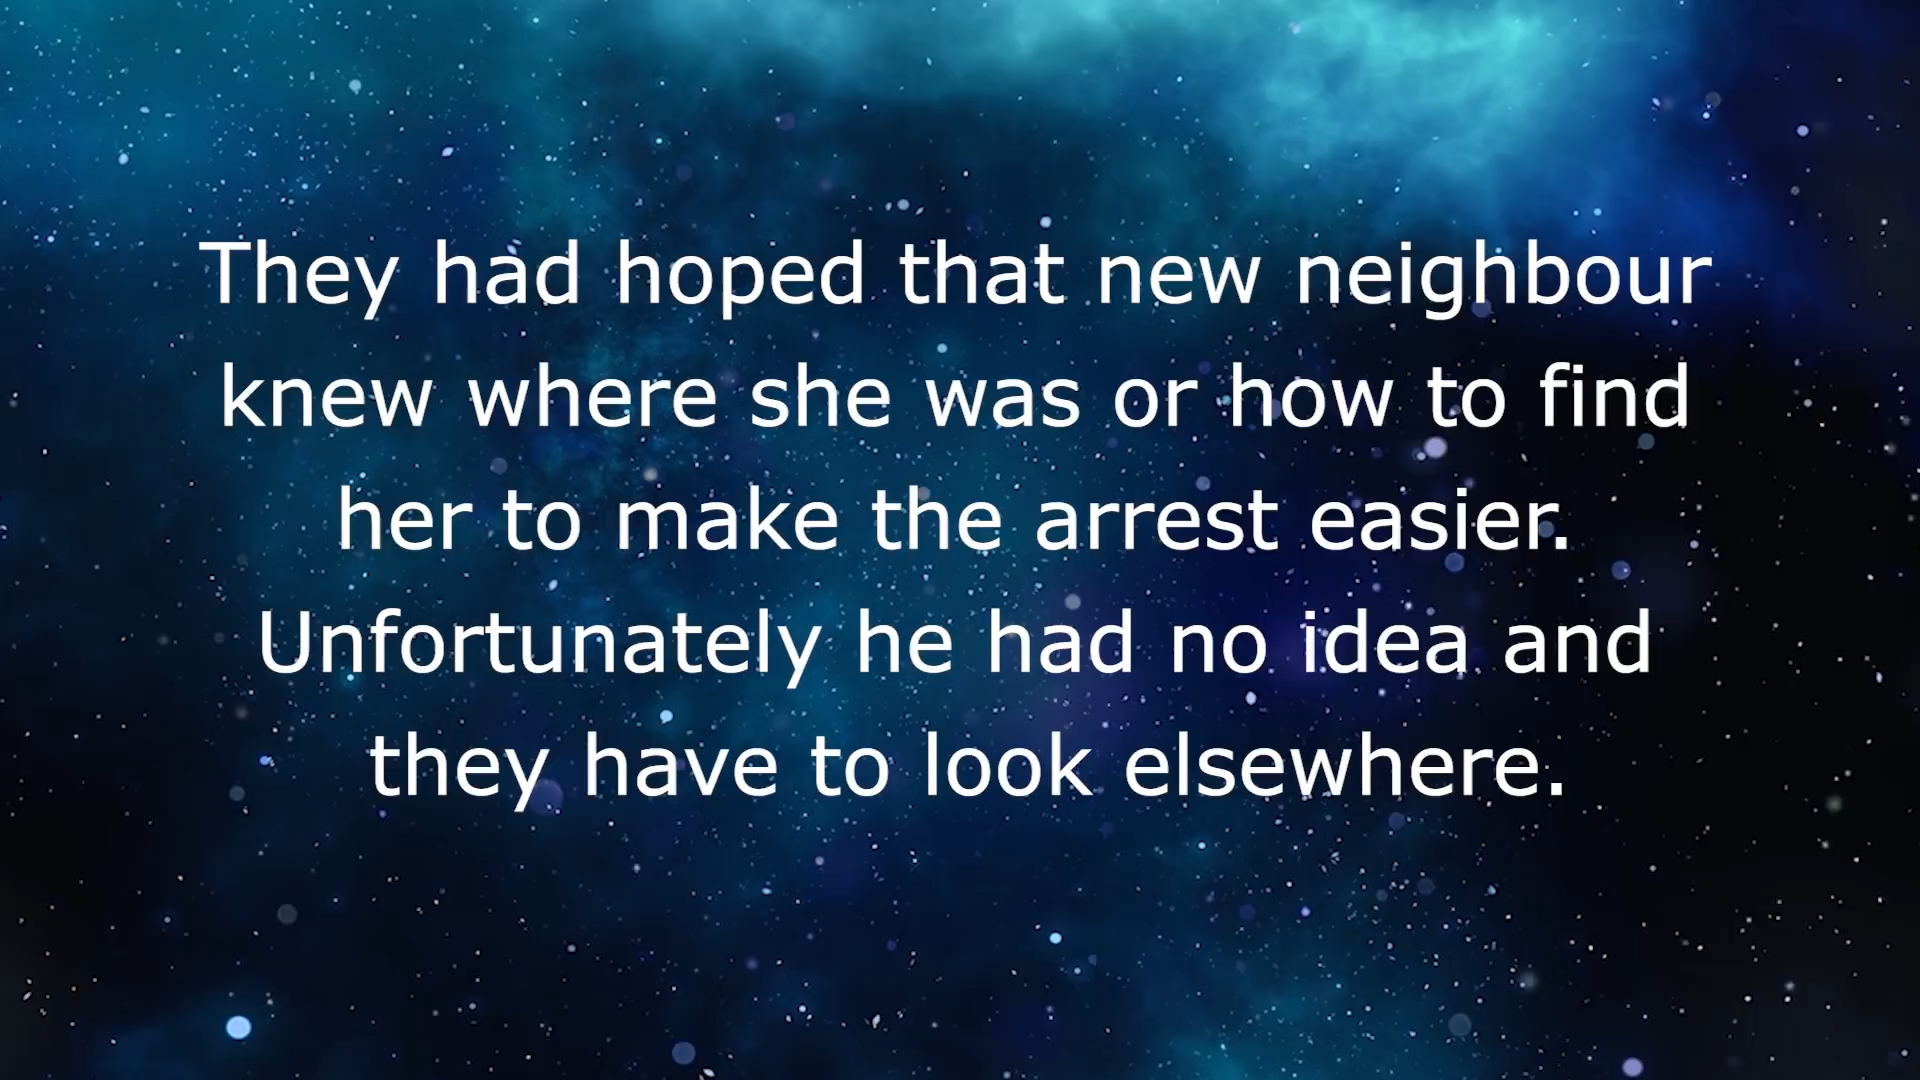 They had hoped that new neighbour
knew where she was or how to find
her to make the arrest easier.
Unfortunately he had no idea and
they have to look elsewhere.